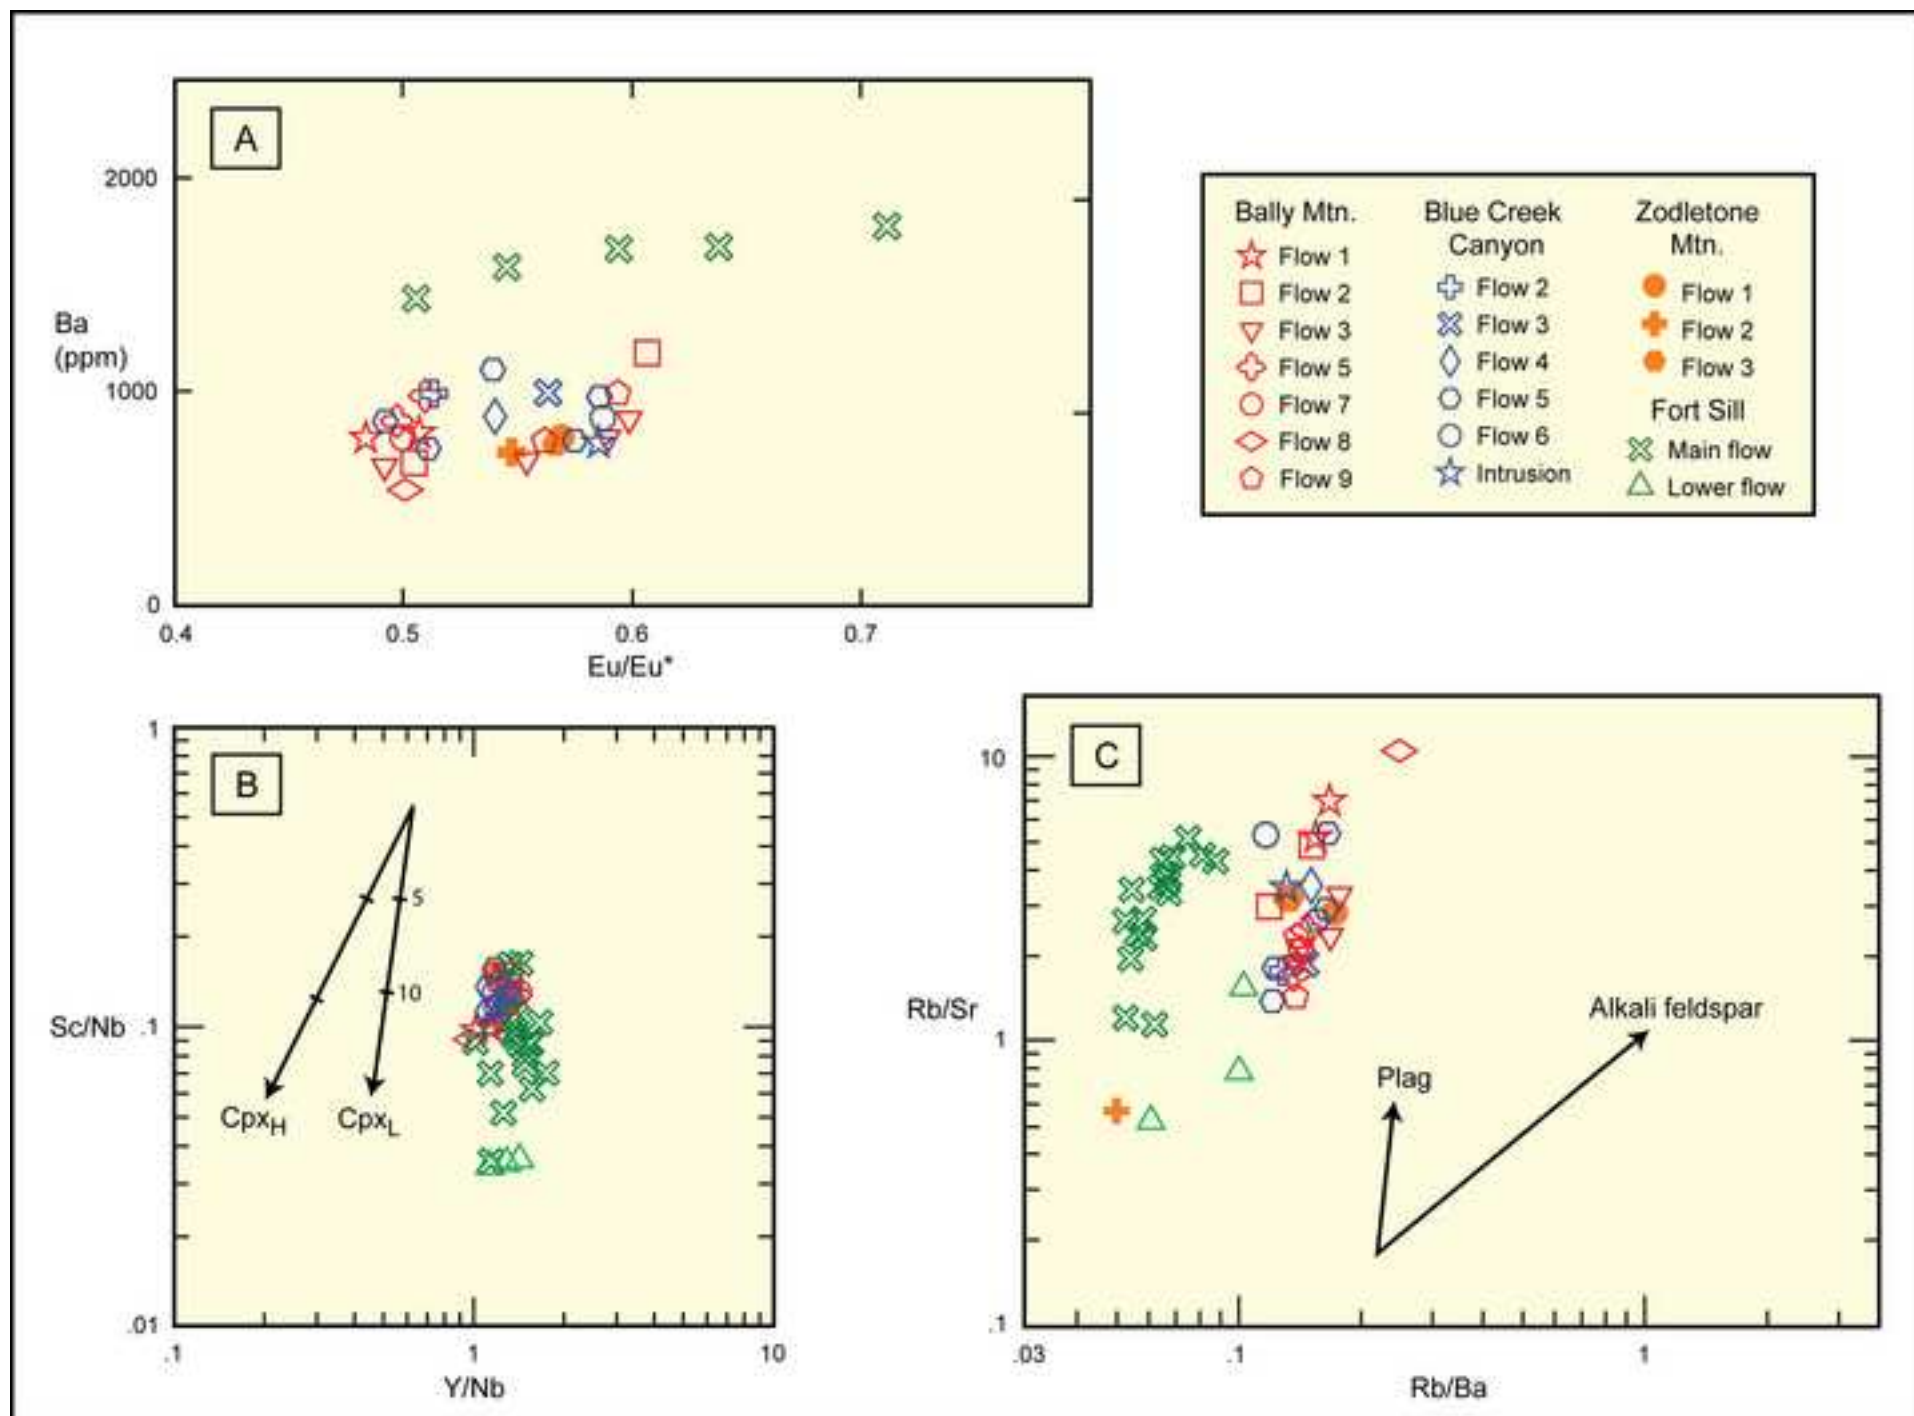 A
2000
1000
0
Ba
(ppm)
0.4 0.5 0.6 0.7
Eu/Eu*
Bally Mtn.
Flow 1
Flow 2
Flow 3
Flow 5
Flow 7
Flow 8
Flow 9
Blue Creek
Canyon
Flow 2
Flow 3
Flow 4
Flow 5
Flow 6
Intrusion
Zodletone
Mtn.
Flow 1
Flow 2
Flow 3
Fort Sill
Main flow
Lower flow
B
1
.1
.01
Sc/Nb
5
10
CpxH CpxL
.1 1 10
Y/Nb
C
10
1
.1
Rb/Sr
Alkali feldspar
Plag
.03 .1 1
Rb/Ba